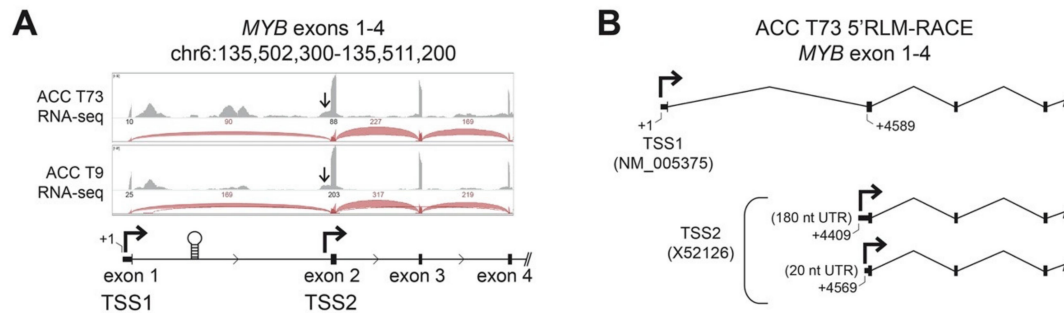 A
MYB exons 1-4
chr6:135,502,300-135,511,200
ACC T73
RNA-seq
10
90
88
227
169
ACC T9
RNA-seq
25
169
203
317
219
+1
exon 1
exon 2
exon 3
exon 4
TSS1
TSS2
B
ACC T73 5'RLM-RACE
MYB exon 1-4
+1
+4589
TSS1
(NM_005375)
TSS2
(X52126)
(180 nt UTR)
+4409
(20 nt UTR)
+4569